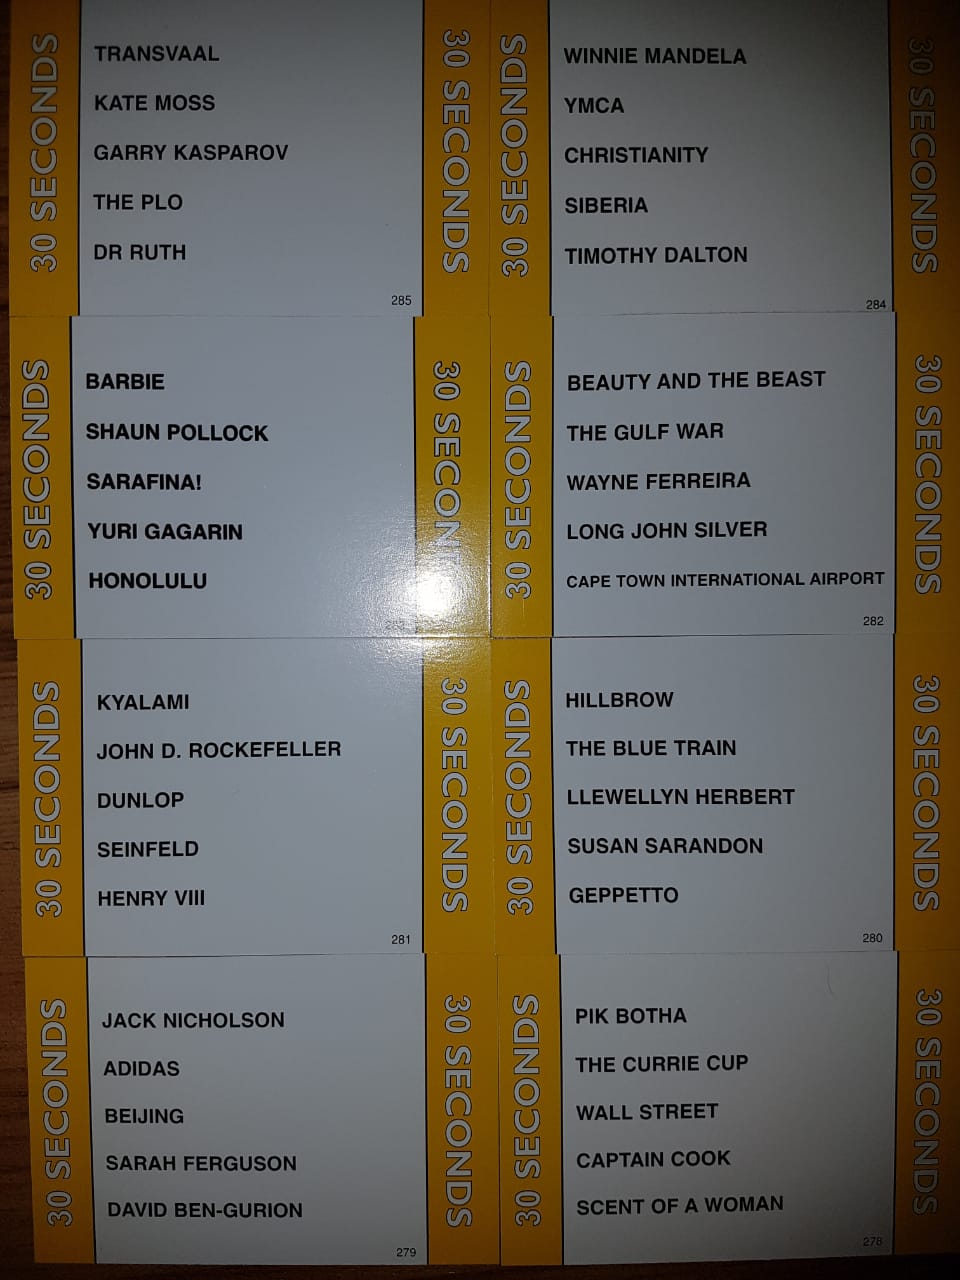 30 SECONDS
TRANSVAAL
KATE MOSS
GARRY KASPAROV
THE PLO
DR RUTH
285
30 SECONDS
30 SECONDS
WINNIE MANDELA
YMCA
CHRISTIANITY
SIBERIA
TIMOTHY DALTON
284
30 SECONDS
30 SECONDS
BARBIE
SHAUN POLLOCK
SARAFINA!
YURI GAGARIN
HONOLULU
283
30 SECONDS
30 SECONDS
BEAUTY AND THE BEAST
THE GULF WAR
WAYNE FERREIRA
LONG JOHN SILVER
CAPE TOWN INTERNATIONAL AIRPORT
282
30 SECONDS
30 SECONDS
KYALAMI
JOHN D. ROCKEFELLER
DUNLOP
SEINFELD
HENRY VIII
281
30 SECONDS
30 SECONDS
HILLBROW
THE BLUE TRAIN
LLEWELLYN HERBERT
SUSAN SARANDON
GEPPETTO
280
30 SECONDS
30 SECONDS
JACK NICHOLSON
ADIDAS
BEIJING
SARAH FERGUSON
DAVID BEN-GURION
279
30 SECONDS
30 SECONDS
PIK BOTHA
THE CURRIE CUP
WALL STREET
CAPTAIN COOK
SCENT OF A WOMAN
278
30 SECONDS